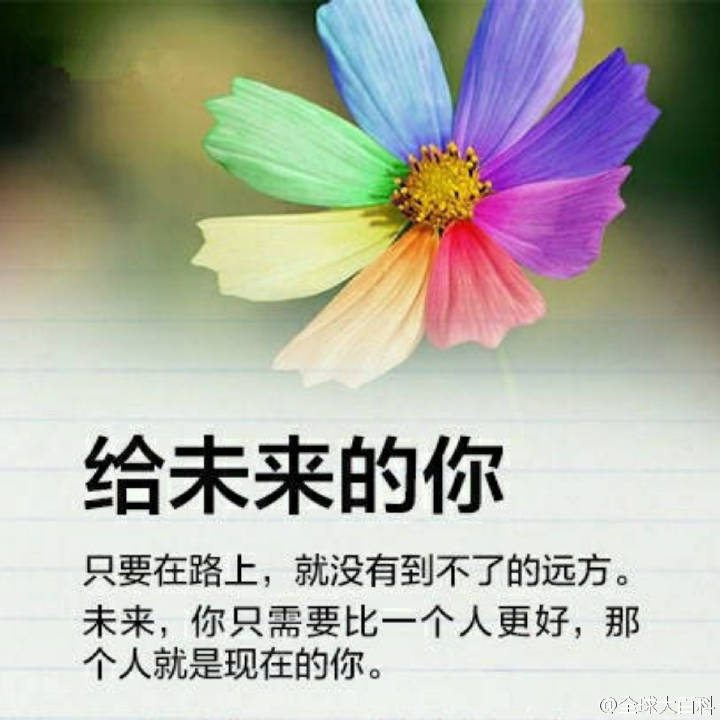 给未来的你
只要在路上，就没有到不了的远方。
未来，你只需要比一个人更好，那
个人就是现在的你。
@全球大百科